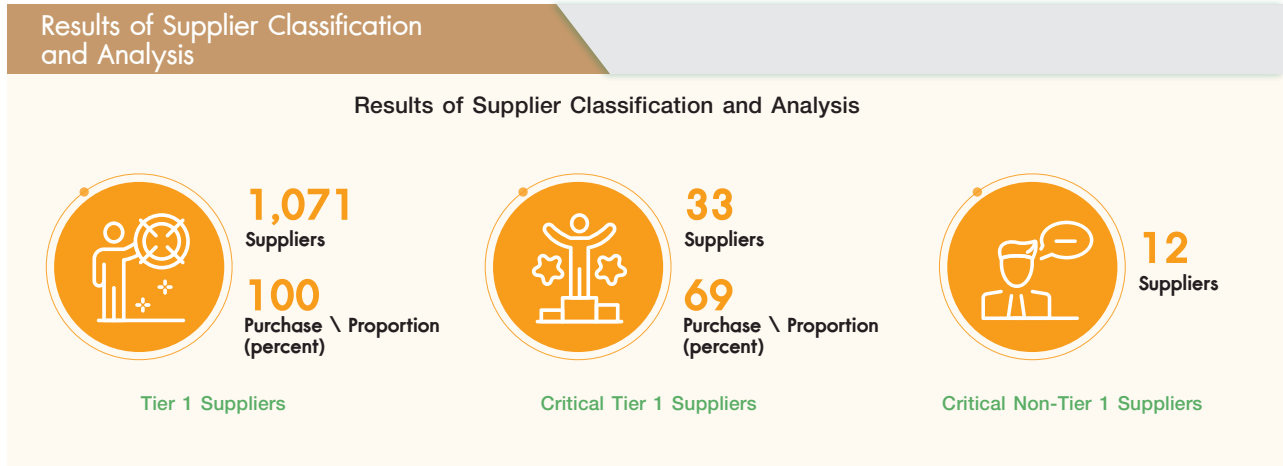 Results of Supplier Classification
and Analysis
Results of Supplier Classification and Analysis
1,071
Suppliers
100
Purchase \ Proportion
(percent)
Tier 1 Suppliers
33
Suppliers
69
Purchase \ Proportion
(percent)
Critical Tier 1 Suppliers
12
Suppliers
Critical Non-Tier 1 Suppliers